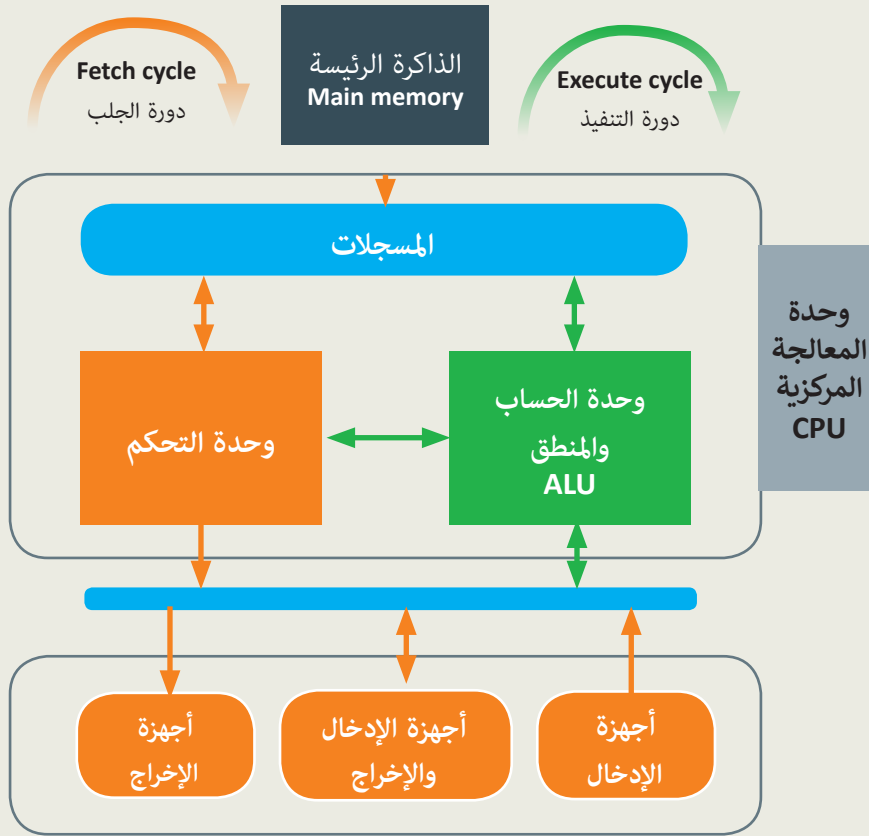 Fetch cycle
دورة الجلب
الذاكرة الرئيسة
Main memory
Execute cycle
دورة التنفيذ
المسجلات
وحدة
المعالجة
المركزية
CPU
وحدة التحكم
وحدة الحساب
والمنطق
ALU
أجهزة
الإخراج
أجهزة الإدخال
والإخراج
أجهزة
الإدخال